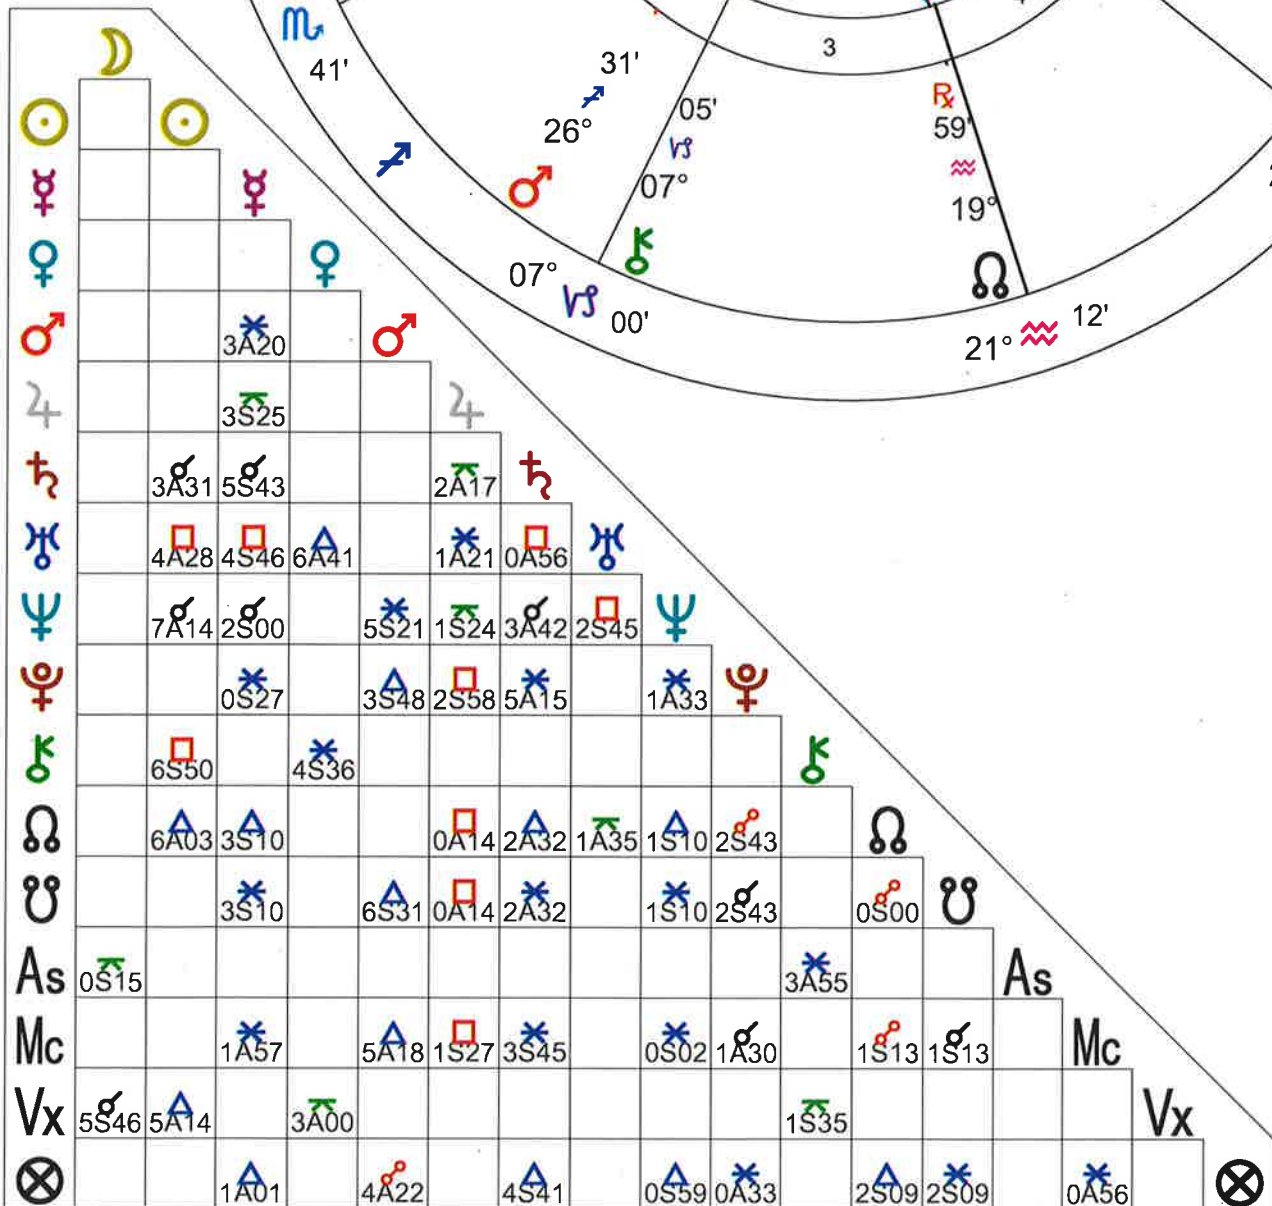 3
♏
41'
31'
♐
26°
♂
♐
05'
♑
07°
⚷
℞
59'
♒
19°
☊
07° ♑ 00'
21° ♒ 12'
☽
☉ ☉
☿ ☿
♀ ♀
♂ ⚹ 3A20 ♂
♃ ⚻ 3S25 ♃
♄ ☌ 3A31 ☌ 5S43 ⚻ 2A17 ♄
♅ □ 4A28 □ 4S46 △ 6A41 ⚹ 1A21 □ 0A56 ♅
♆ ☌ 7A14 ☌ 2S00 ⚹ 5S21 ⚻ 1S24 ☌ 3A42 □ 2S45 ♆
♇ ⚹ 0S27 △ 3S48 □ 2S58 ⚹ 5A15 ⚹ 1A33 ♇
⚷ □ 6S50 ⚹ 4S36 ⚷
☊ △ 6A03 △ 3S10 □ 0A14 △ 2A32 ⚻ 1A35 △ 1S10 ☍ 2S43 ☊
☋ ⚹ 3S10 △ 6S31 □ 0A14 ⚹ 2A32 ⚹ 1S10 ☌ 2S43 ☍ 0S00 ☋
As ⚻ 0S15 ⚹ 3A55 As
Mc ⚹ 1A57 △ 5A18 □ 1S27 ⚹ 3S45 ⚹ 0S02 ☌ 1A30 ☍ 1S13 ☌ 1S13 Mc
Vx ☌ 5S46 △ 5A14 ⚻ 3A00 ⚻ 1S35 Vx
⊗ △ 1A01 ☍ 4A22 △ 4S41 △ 0S59 ⚹ 0A33 △ 2S09 ⚹ 2S09 ⚹ 0A56 ⊗